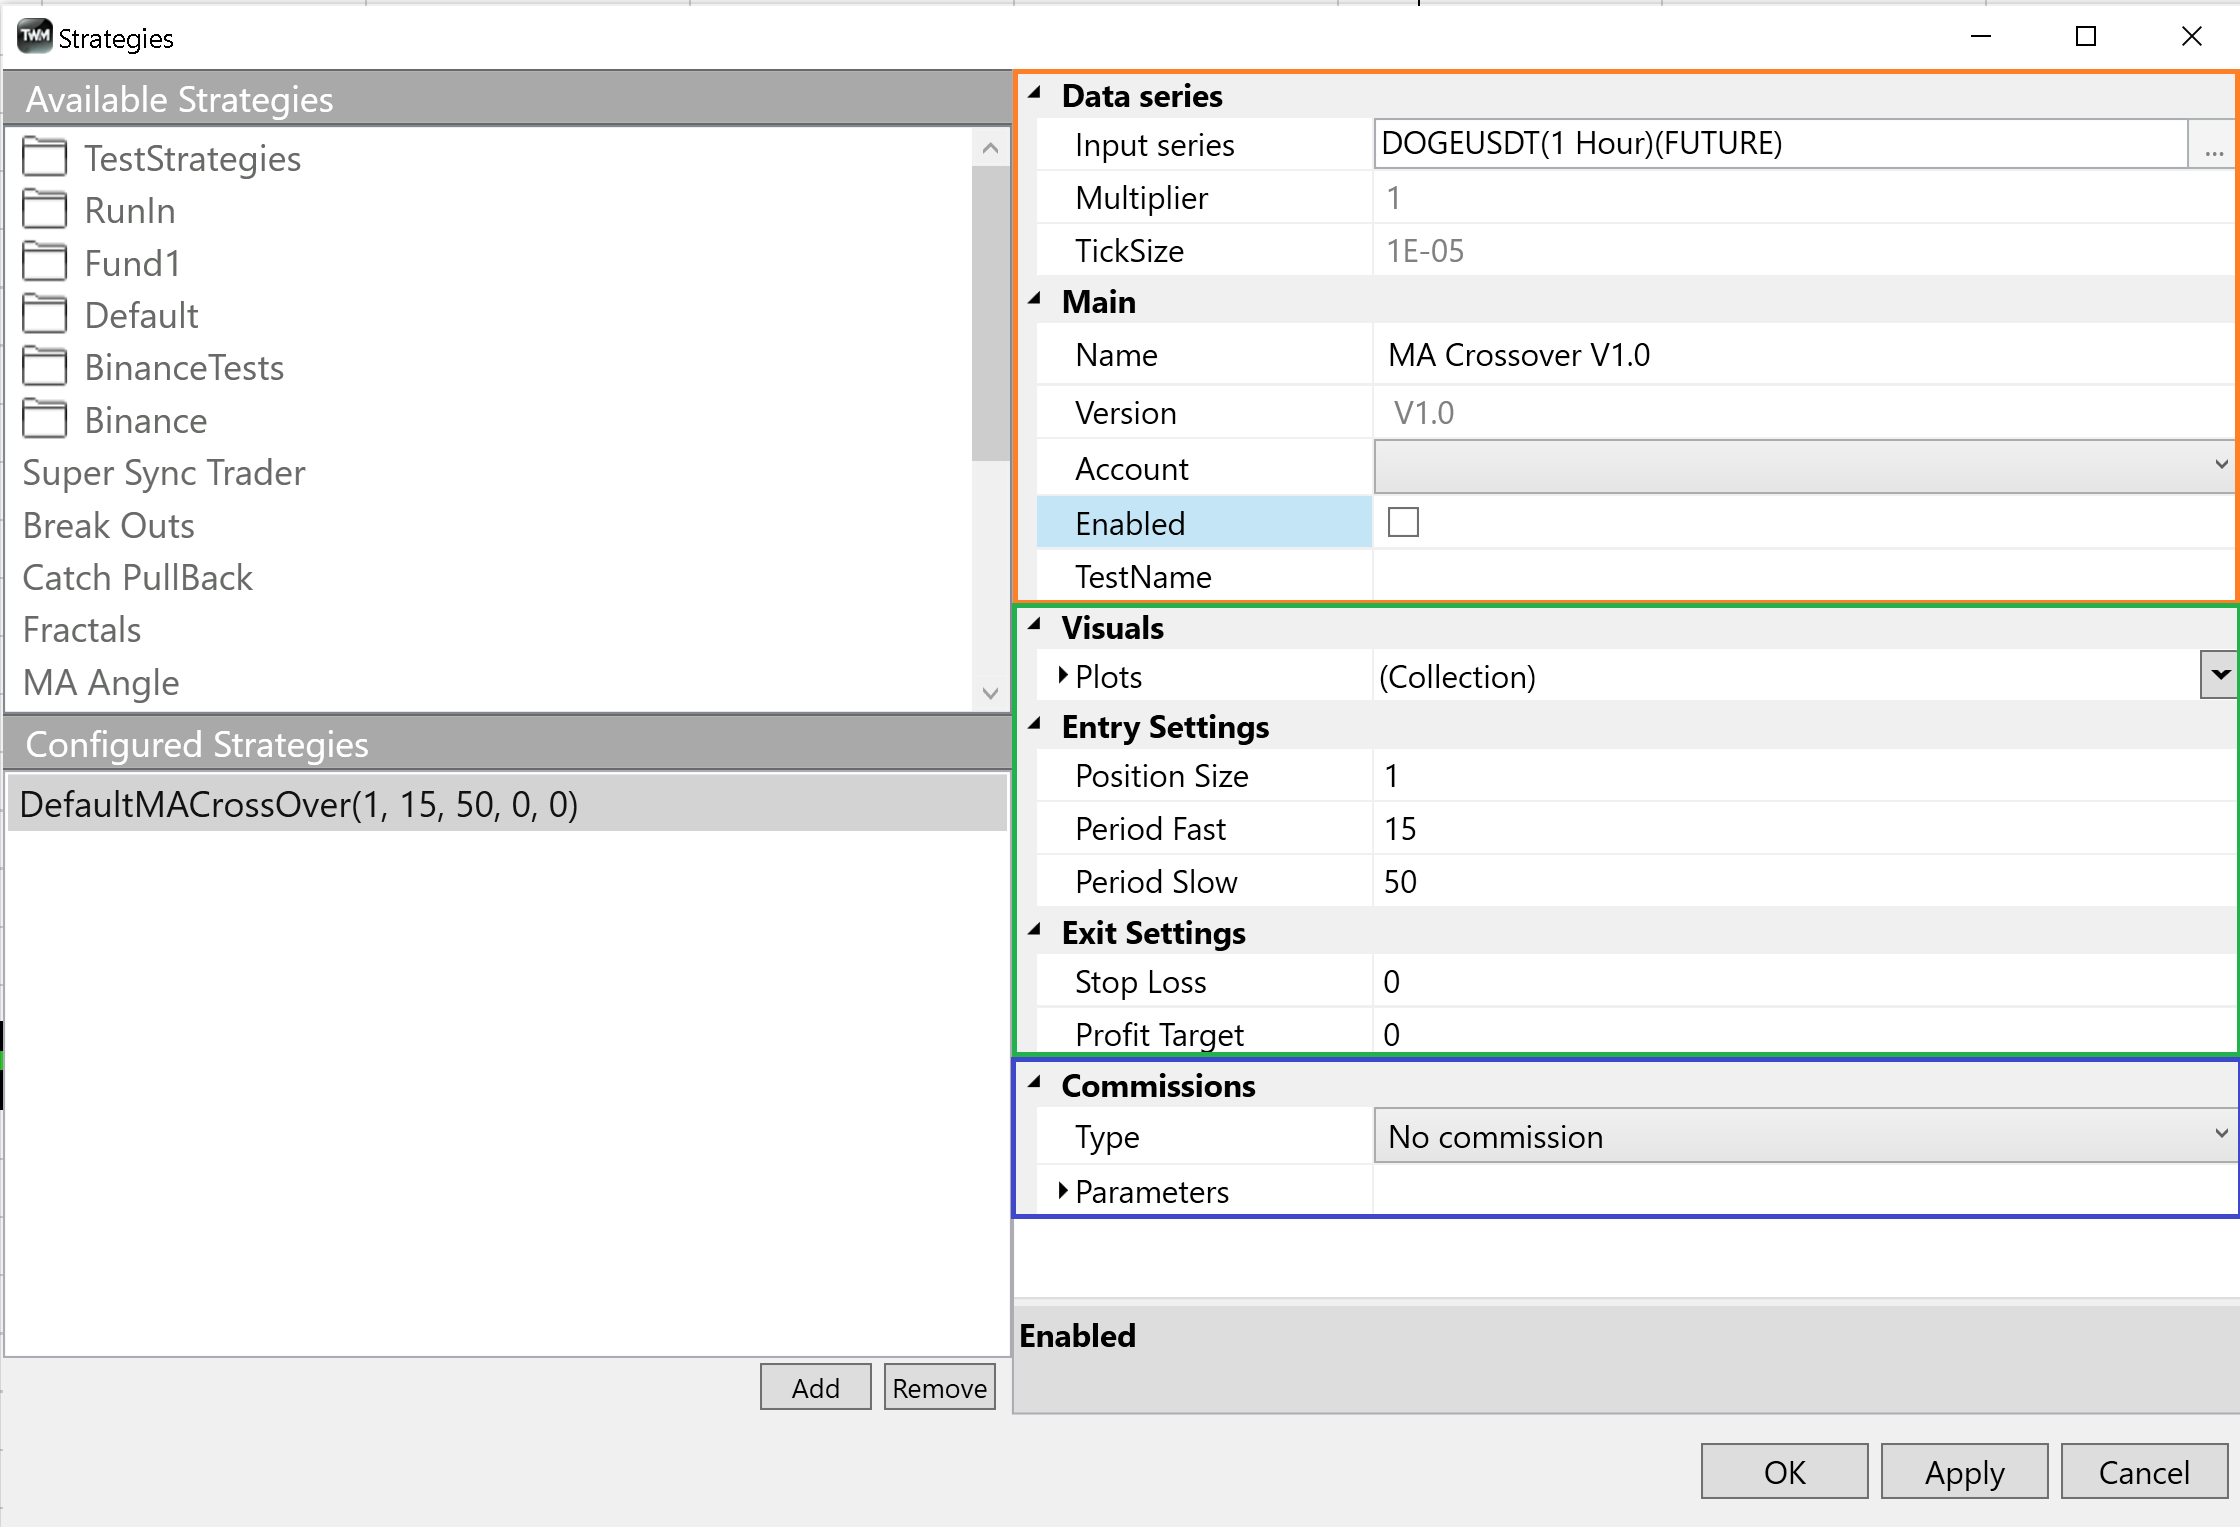 TWM Strategies
Available Strategies
TestStrategies
RunIn
Fund1
Default
BinanceTests
Binance
Super Sync Trader
Break Outs
Catch PullBack
Fractals
MA Angle
Configured Strategies
DefaultMACrossOver(1, 15, 50, 0, 0)
Add Remove
Data series
Input series DOGEUSDT(1 Hour)(FUTURE) ...
Multiplier 1
TickSize 1E-05
Main
Name MA Crossover V1.0
Version V1.0
Account
Enabled
TestName
Visuals
Plots (Collection)
Entry Settings
Position Size 1
Period Fast 15
Period Slow 50
Exit Settings
Stop Loss 0
Profit Target 0
Commissions
Type No commission
Parameters
Enabled
OK Apply Cancel